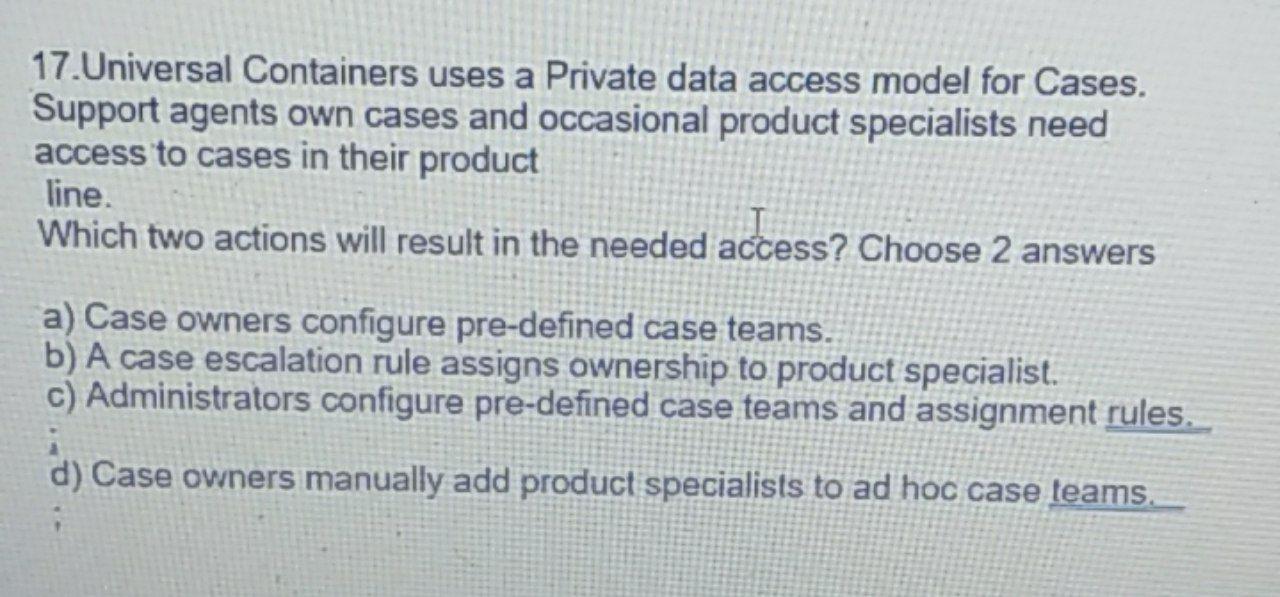 17.Universal Containers uses a Private data access model for Cases.
Support agents own cases and occasional product specialists need
access to cases in their product
line.
Which two actions will result in the needed access? Choose 2 answers
a) Case owners configure pre-defined case teams.
b) A case escalation rule assigns ownership to product specialist.
c) Administrators configure pre-defined case teams and assignment rules.
d) Case owners manually add product specialists to ad hoc case teams.